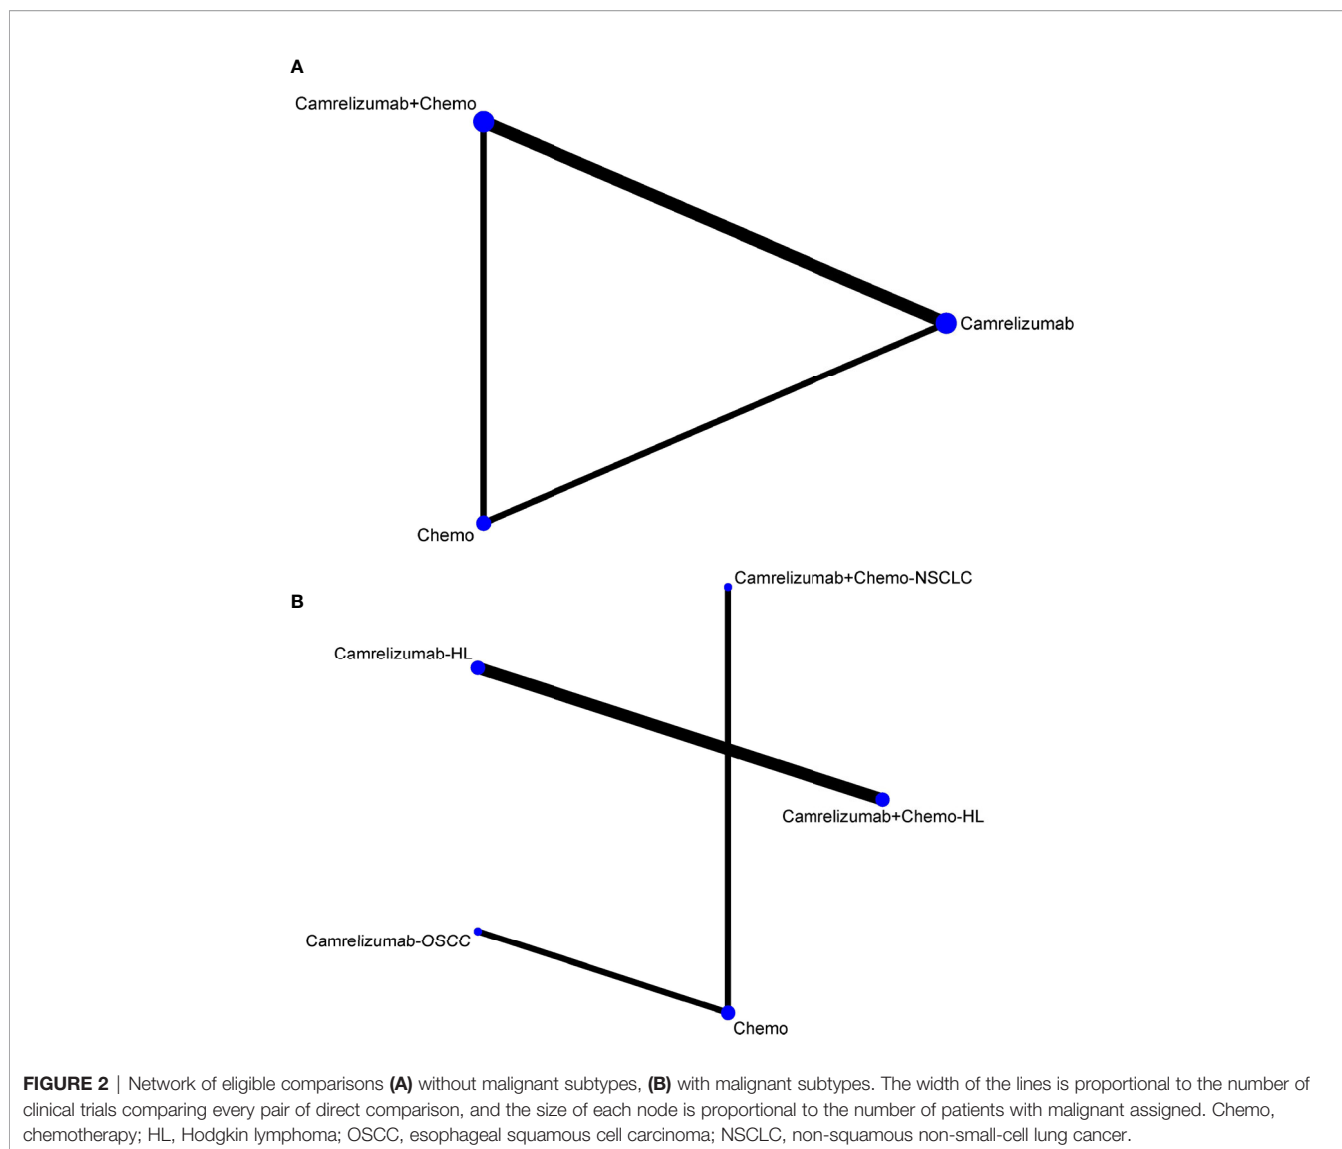 A
Camrelizumab+Chemo
Camrelizumab
Chemo
Camrelizumab+Chemo-NSCLC
B
Camrelizumab-HL
Camrelizumab+Chemo-HL
Camrelizumab-OSCC
Chemo
FIGURE 2 | Network of eligible comparisons (A) without malignant subtypes, (B) with malignant subtypes. The width of the lines is proportional to the number of
clinical trials comparing every pair of direct comparison, and the size of each node is proportional to the number of patients with malignant assigned. Chemo,
chemotherapy; HL, Hodgkin lymphoma; OSCC, esophageal squamous cell carcinoma; NSCLC, non-squamous non-small-cell lung cancer.